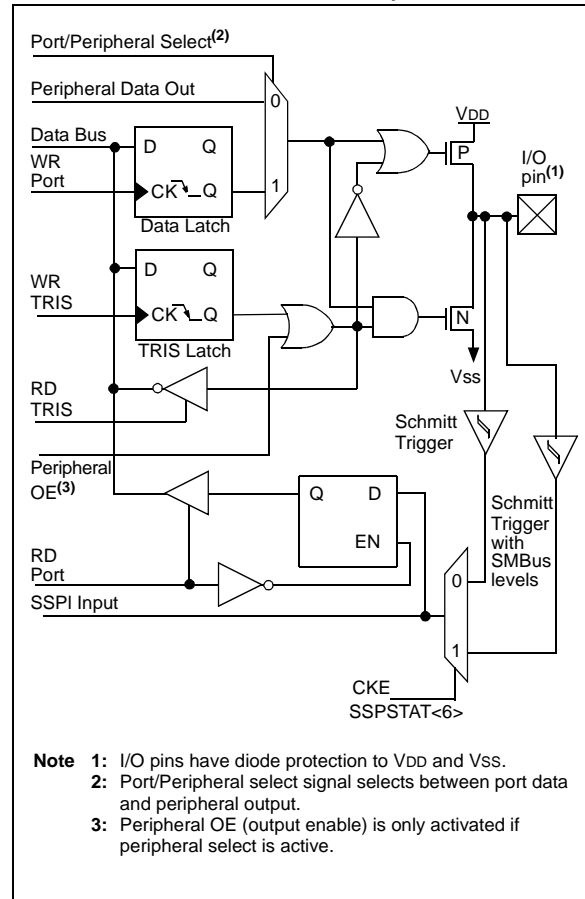 Port/Peripheral Select(2)
Peripheral Data Out
Data Bus
WR
Port
WR
TRIS
RD
TRIS
Peripheral
OE(3)
RD
Port
SSPI Input
0
1
D Q
CK Q
Data Latch
D Q
CK Q
TRIS Latch
VDD
P
I/O
pin(1)
N
Vss
Schmitt
Trigger
Schmitt
Trigger
with
SMBus
levels
Q D
EN
0
1
CKE
SSPSTAT<6>
Note 1: I/O pins have diode protection to VDD and VSS.
2: Port/Peripheral select signal selects between port data
and peripheral output.
3: Peripheral OE (output enable) is only activated if
peripheral select is active.